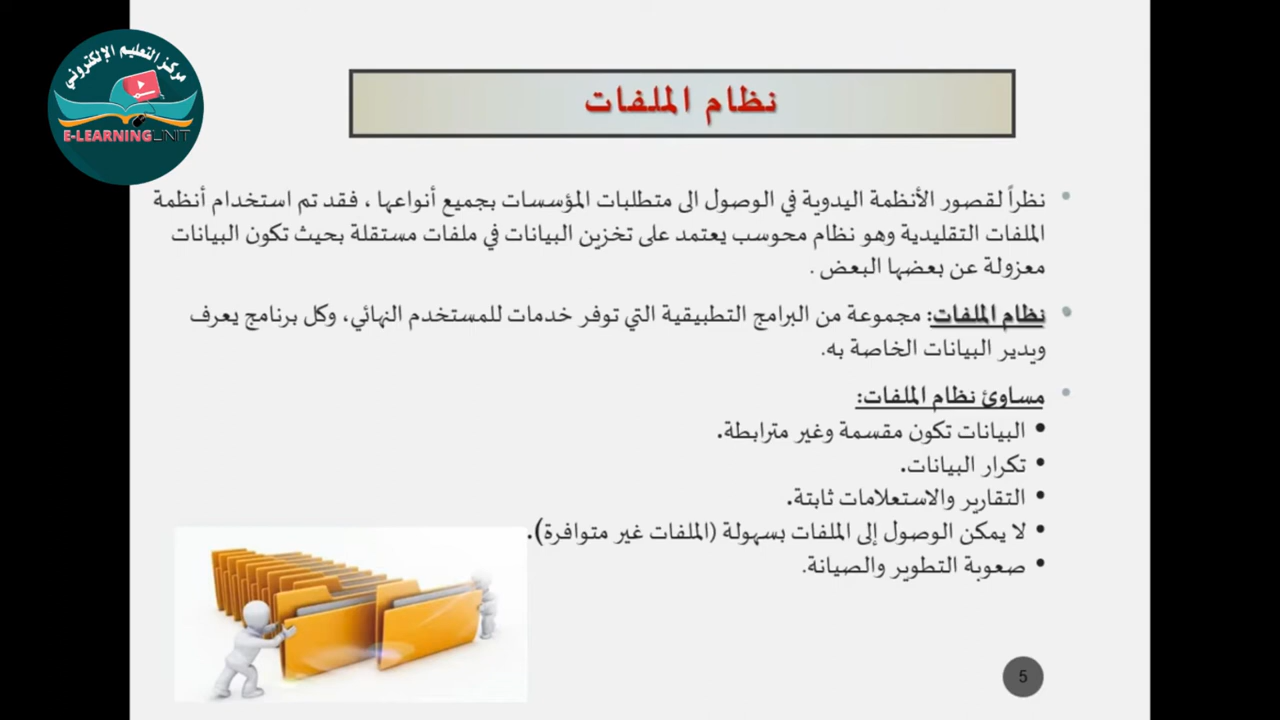 مركز التعليم الإلكتروني
E-LEARNING UNIT
نظام الملفات
• نظراً لقصور الأنظمة اليدوية في الوصول الى متطلبات المؤسسات بجميع أنواعها ، فقد تم استخدام أنظمة
الملفات التقليدية وهو نظام محوسب يعتمد على تخزين البيانات في ملفات مستقلة بحيث تكون البيانات
معزولة عن بعضها البعض .
• نظام الملفات: مجموعة من البرامج التطبيقية التي توفر خدمات للمستخدم النهائي، وكل برنامج يعرف
ويدير البيانات الخاصة به.
• مساوئ نظام الملفات:
• البيانات تكون مقسمة وغير مترابطة.
• تكرار البيانات.
• التقارير والاستعلامات ثابتة.
• لا يمكن الوصول إلى الملفات بسهولة (الملفات غير متوافرة).
• صعوبة التطوير والصيانة.
5